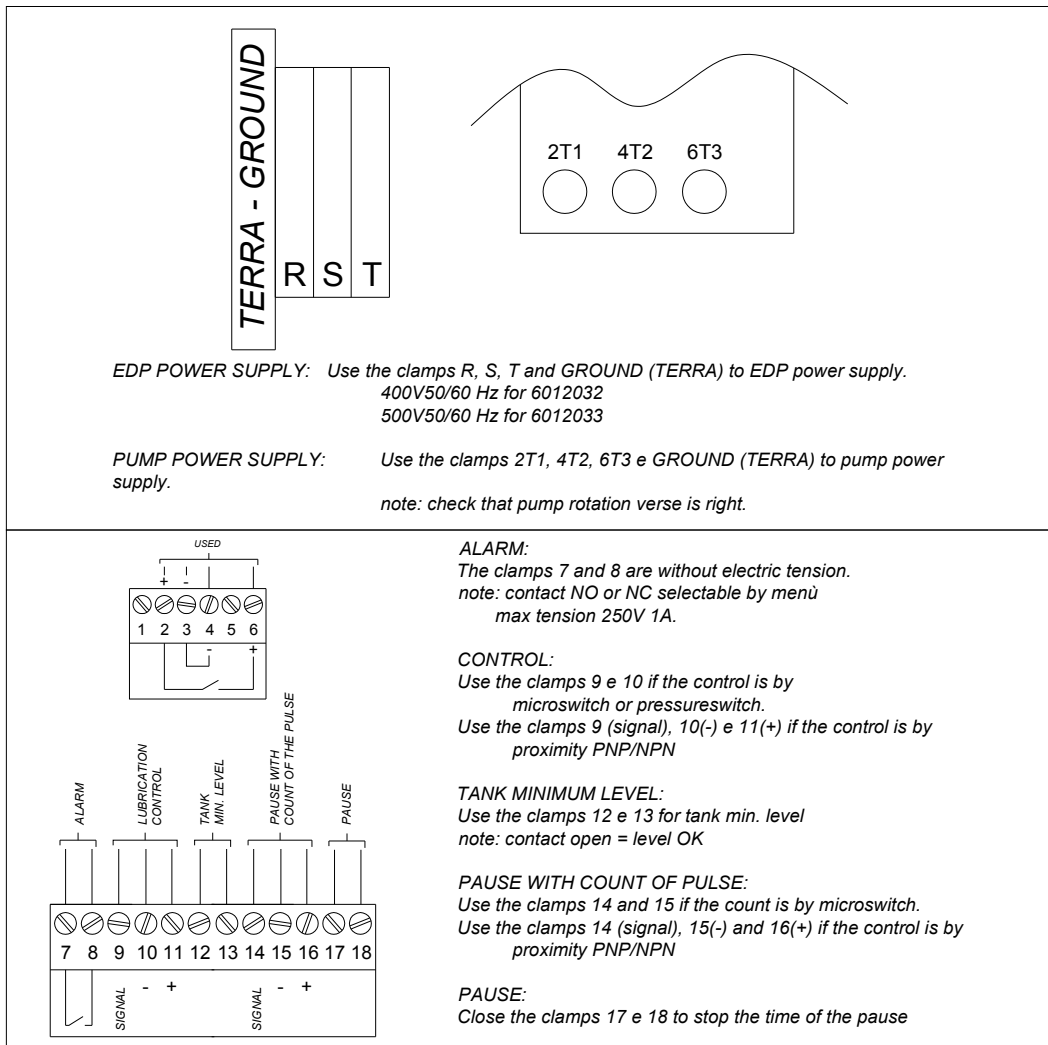 TERRA - GROUND
R S T
2T1 4T2 6T3
EDP POWER SUPPLY: Use the clamps R, S, T and GROUND (TERRA) to EDP power supply.
400V50/60 Hz for 6012032
500V50/60 Hz for 6012033
PUMP POWER SUPPLY: Use the clamps 2T1, 4T2, 6T3 e GROUND (TERRA) to pump power
supply.
note: check that pump rotation verse is right.
USED
+ -
1 2 3 4 5 6
- +
ALARM
LUBRICATION
CONTROL
TANK
MIN. LEVEL
PAUSE WITH
COUNT OF THE PULSE
PAUSE
7 8 9 10 11 12 13 14 15 16 17 18
SIGNAL - + SIGNAL - +
ALARM:
The clamps 7 and 8 are without electric tension.
note: contact NO or NC selectable by menù
max tension 250V 1A.
CONTROL:
Use the clamps 9 e 10 if the control is by
microswitch or pressureswitch.
Use the clamps 9 (signal), 10(-) e 11(+) if the control is by
proximity PNP/NPN
TANK MINIMUM LEVEL:
Use the clamps 12 e 13 for tank min. level
note: contact open = level OK
PAUSE WITH COUNT OF PULSE:
Use the clamps 14 and 15 if the count is by microswitch.
Use the clamps 14 (signal), 15(-) and 16(+) if the control is by
proximity PNP/NPN
PAUSE:
Close the clamps 17 e 18 to stop the time of the pause